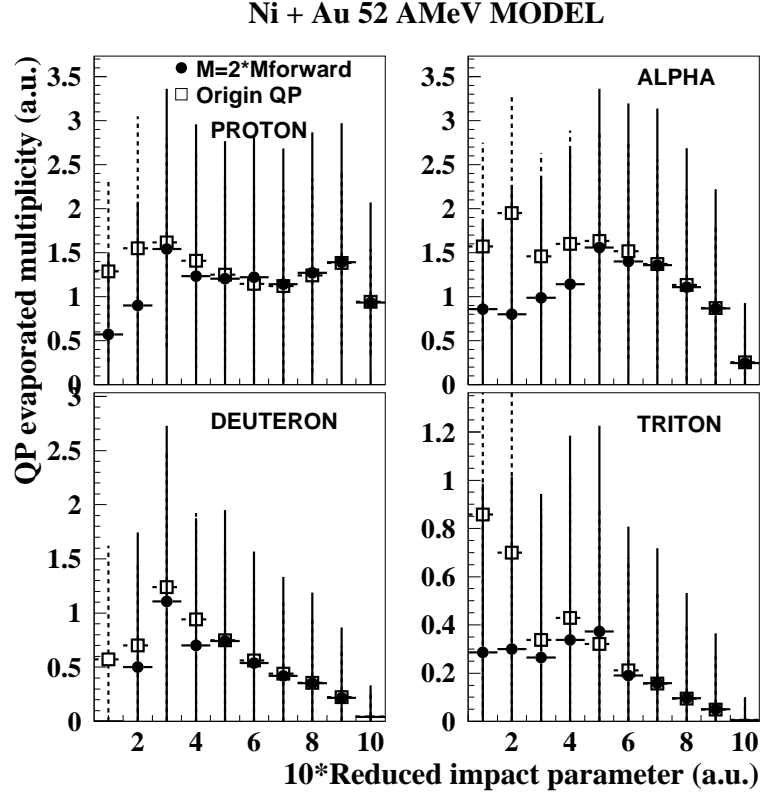 Ni + Au 52 AMeV MODEL
QP evaporated multiplicity (a.u.)
3.5
3
2.5
2
1.5
1
0.5
0
M=2*Mforward
Origin QP
PROTON
3.5
3
2.5
2
1.5
1
0.5
0
ALPHA
3
2.5
2
1.5
1
0.5
0
DEUTERON
2 4 6 8 10
1.2
1
0.8
0.6
0.4
0.2
0
TRITON
2 4 6 8 10
10*Reduced impact parameter (a.u.)